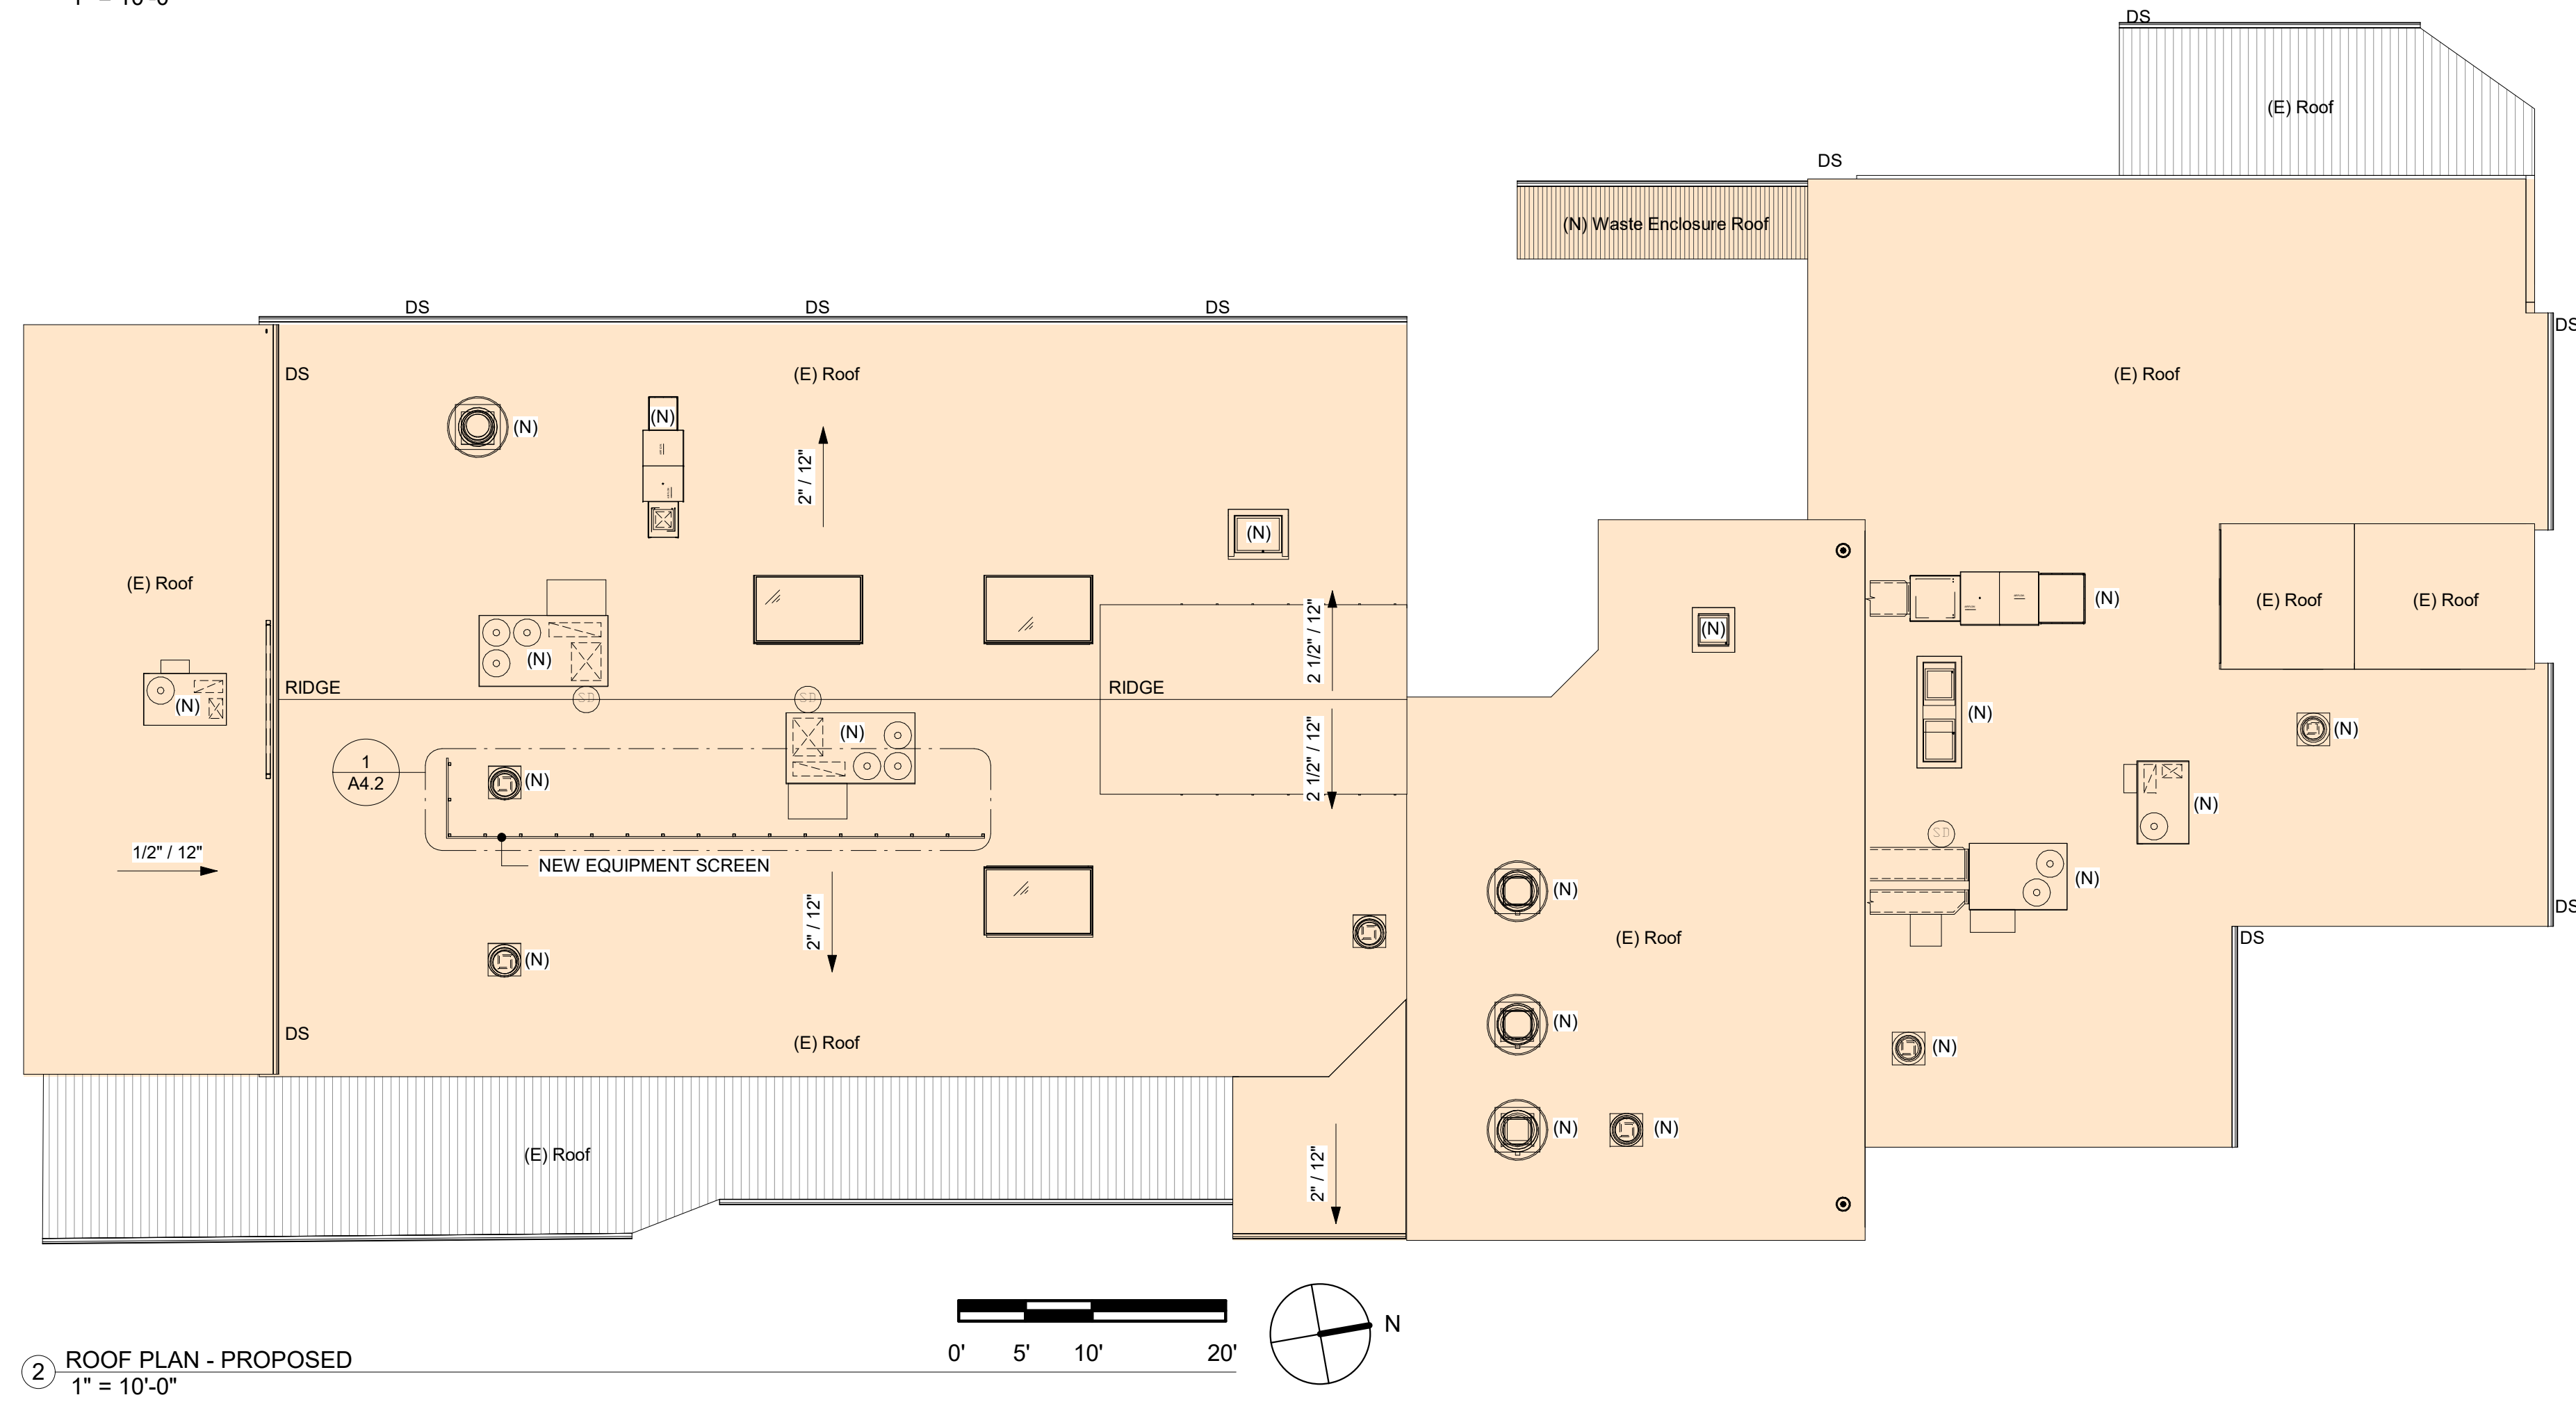 DS
(E) Roof
DS
(N) Waste Enclosure Roof
DS
DS
DS
DS
DS
(E) Roof
(E) Roof
(N)
(N)
2" / 12"
(N)
(E) Roof
(N)
2 1/2" / 12"
(N)
(N)
(E) Roof
(E) Roof
(N)
RIDGE
RIDGE
SD
SD
(N)
(N)
(N)
(N)
2 1/2" / 12"
1
A4.2
(N)
(N)
SD
1/2" / 12"
NEW EQUIPMENT SCREEN
(N)
(N)
2" / 12"
DS
DS
(E) Roof
(N)
(N)
DS
(E) Roof
(N)
(N)
(N)
(E) Roof
2" / 12"
N
0' 5' 10' 20'
2 ROOF PLAN - PROPOSED
1" = 10'-0"